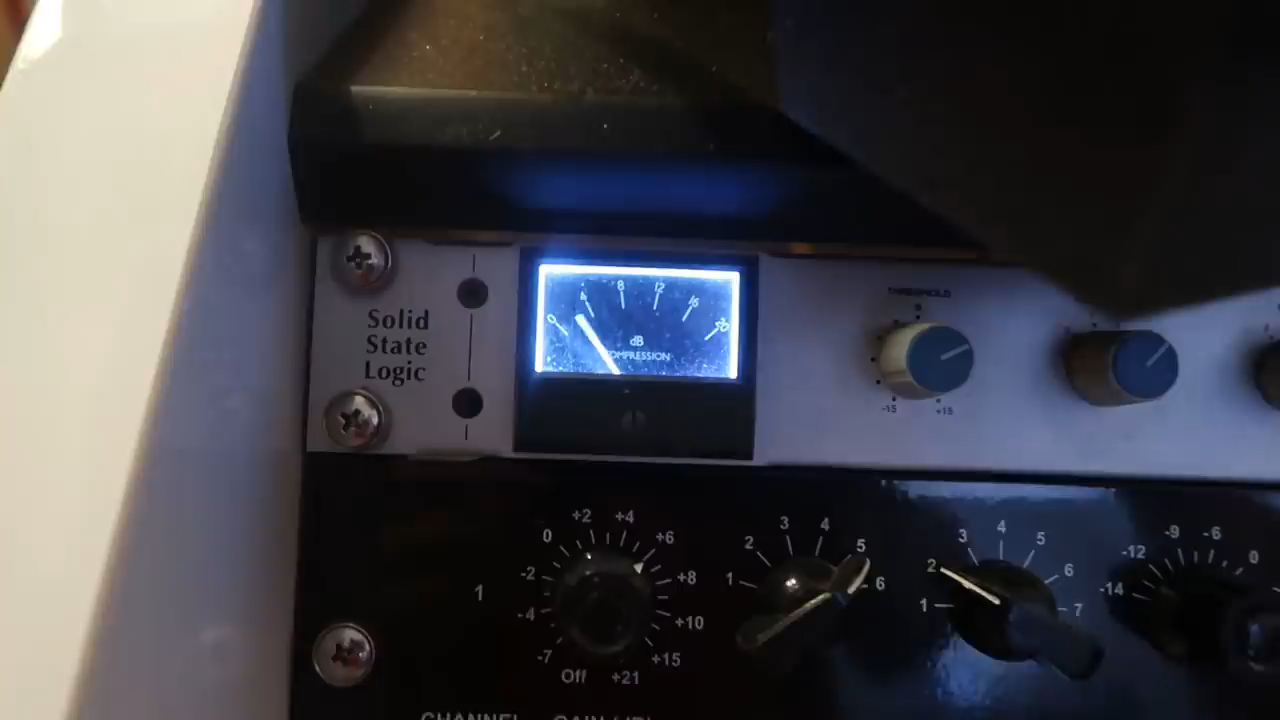 Solid
State
Logic
0 4 8 12 16 20
dB
COMPRESSION
THRESHOLD
0
-15 +15
1
-7 -4 -2 0 +2 +4 +6 +8 +10 +15 +21
Off
1 2 3 4 5 6
1 2 3 4 5 6 7
-14 -12 -9 -6 0
CHANNEL